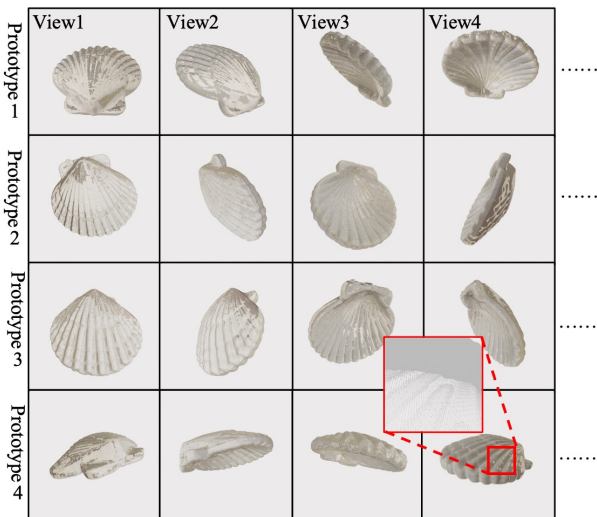 View1 View2 View3 View4
Prototype 1
……
Prototype 2
……
Prototype 3
……
Prototype 4
……